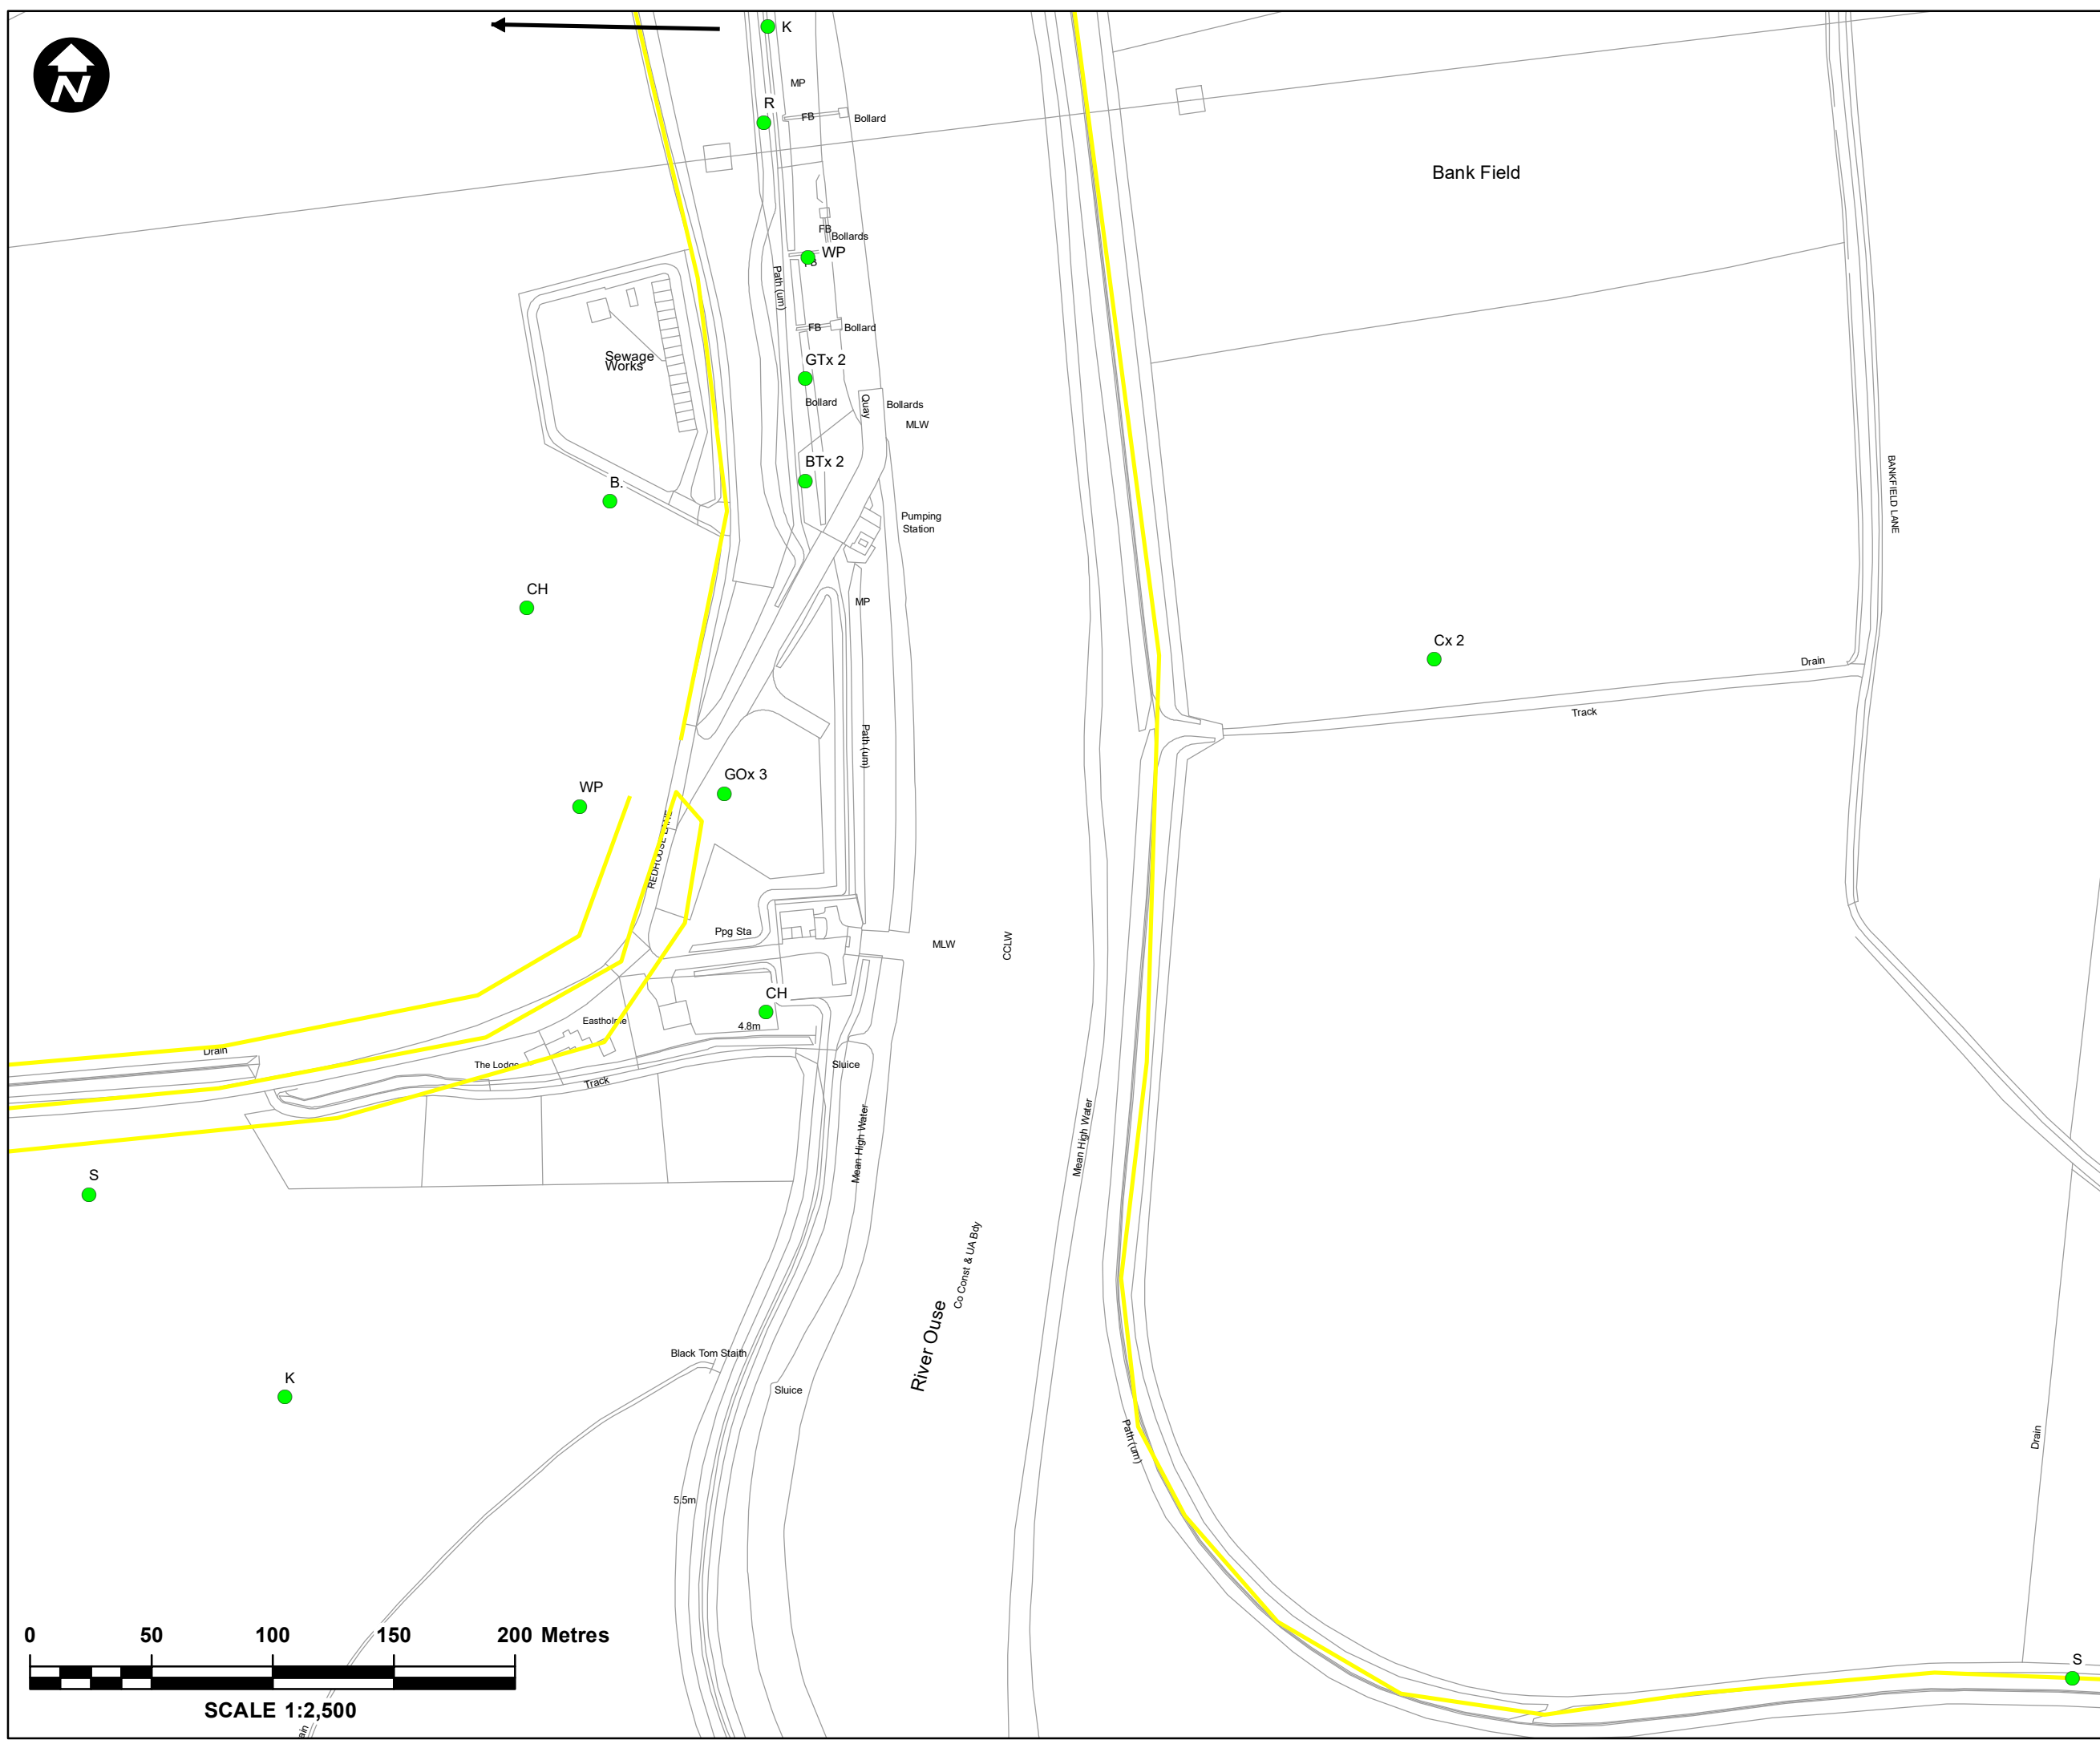 N
K
MP
R
FB
Bollard
Bank Field
FB
Bollards
WP
FB
Path (um)
FB
Bollard
Sewage
Works
GTx 2
Bollard
Quay
Bollards
MLW
BTx 2
BANKFIELD LANE
B.
Pumping
Station
CH
MP
Cx 2
Drain
Track
Path (um)
GOx 3
WP
REDHOUSE LANE
Ppg Sta
MLW
CCLW
CH
4.8m
Eastholme
Drain
The Lodge
Sluice
Track
Mean High Water
Mean High Water
S
Co Const & UA Bdy
River Ouse
Black Tom Staith
K
Sluice
Path (um)
Drain
5.5m
0 50 100 150 200 Metres
S
SCALE 1:2,500